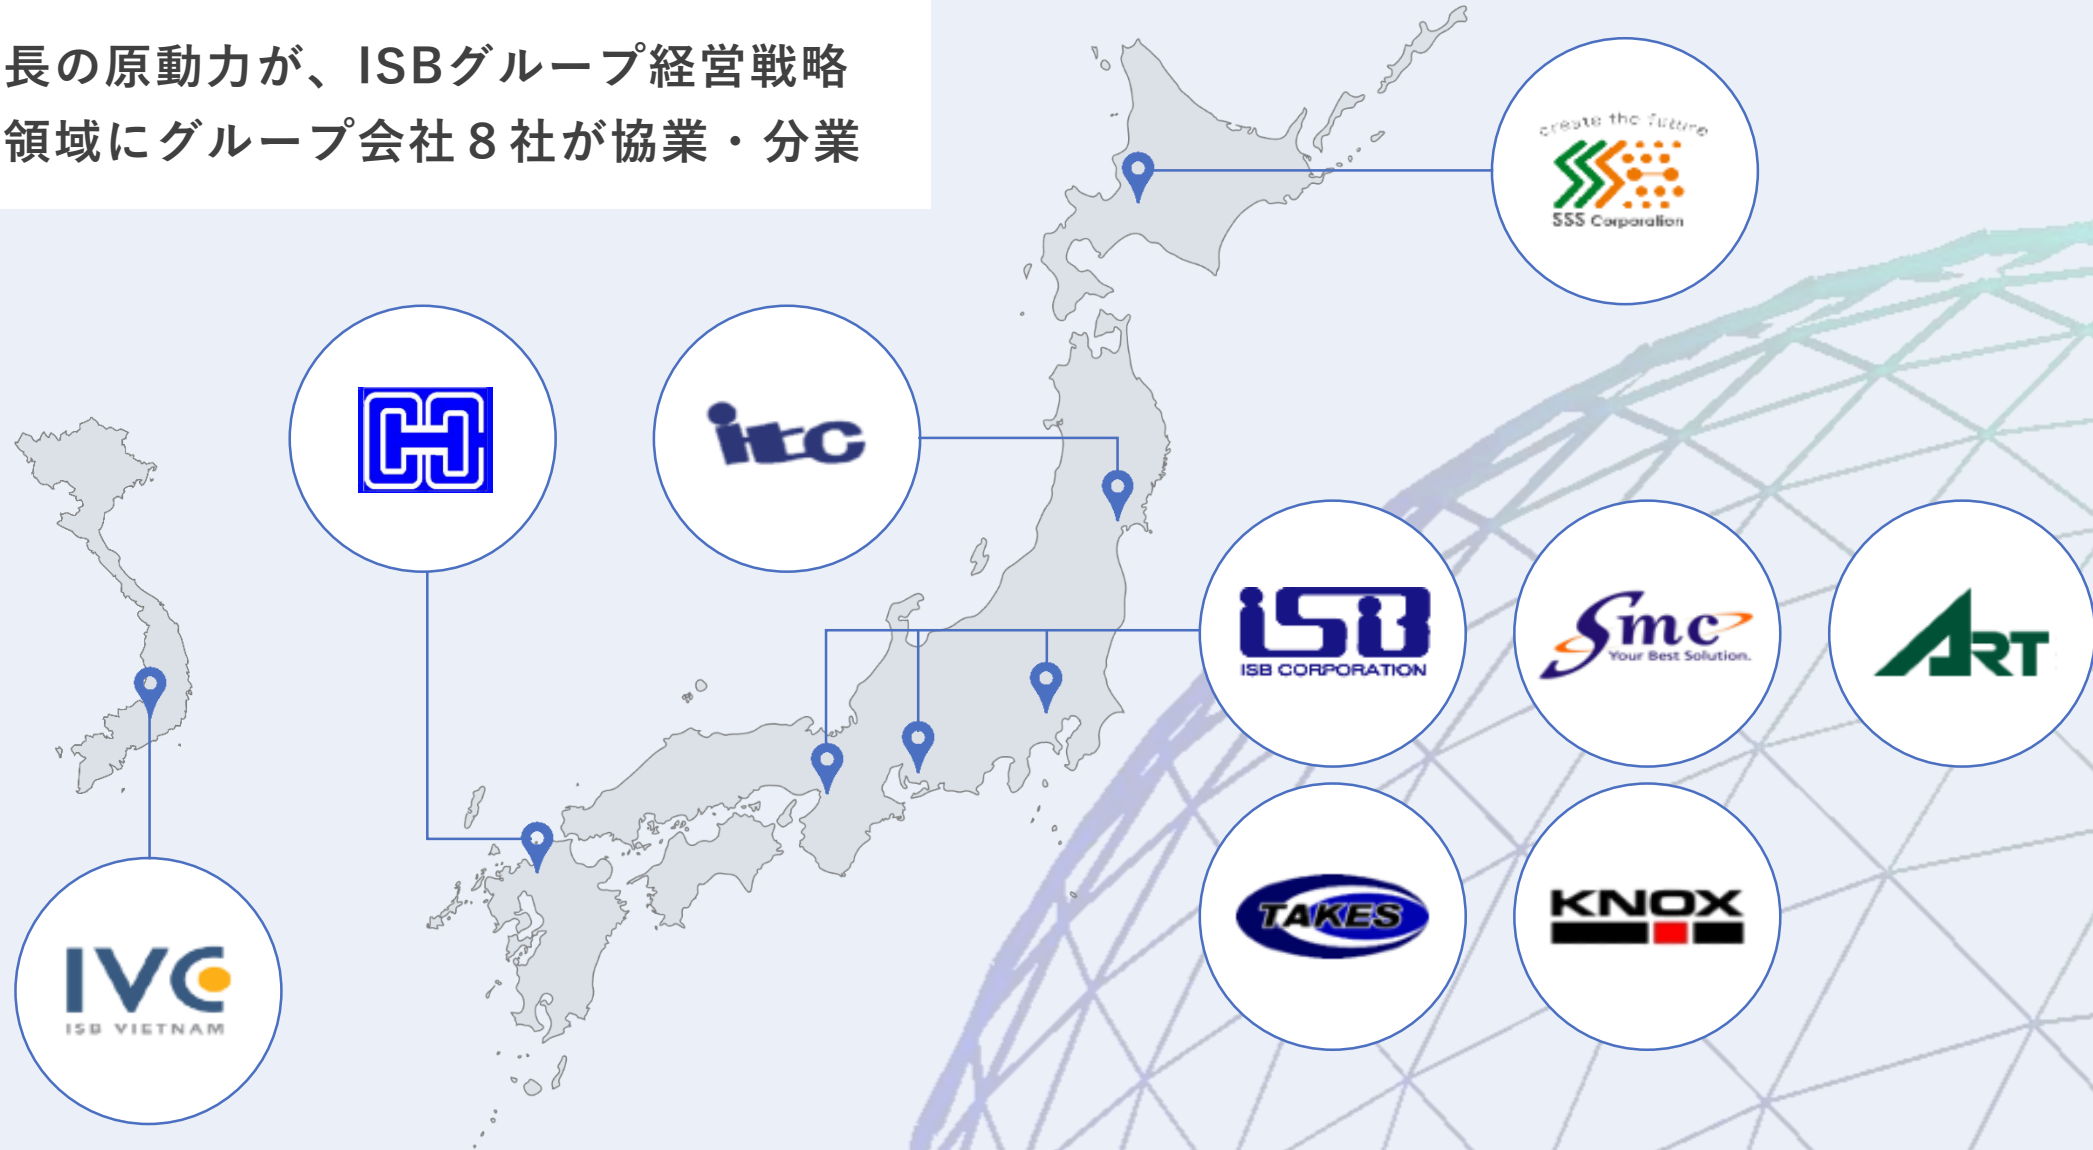 長の原動力が、ISBグループ経営戦略
領域にグループ会社８社が協業・分業
create the future
SSS Corporation
itc
ISB
ISB CORPORATION
Smc
Your Best Solution.
ART
TAKES
KNOX
IVC
ISB VIETNAM